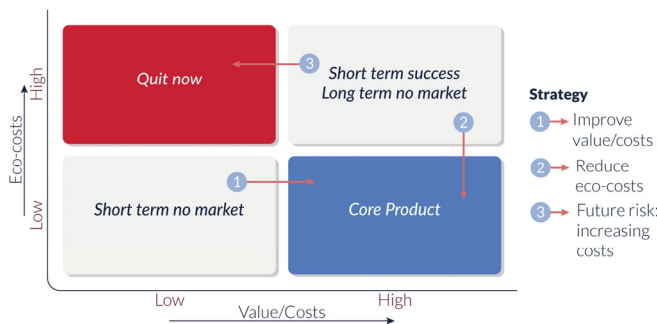 Eco-costs
High
Low
Quit now
3
Short term success
Long term no market
2
1
Short term no market
Core Product
Low
High
Value/Costs
Strategy
1 Improve
value/costs
2 Reduce
eco-costs
3 Future risk:
increasing
costs